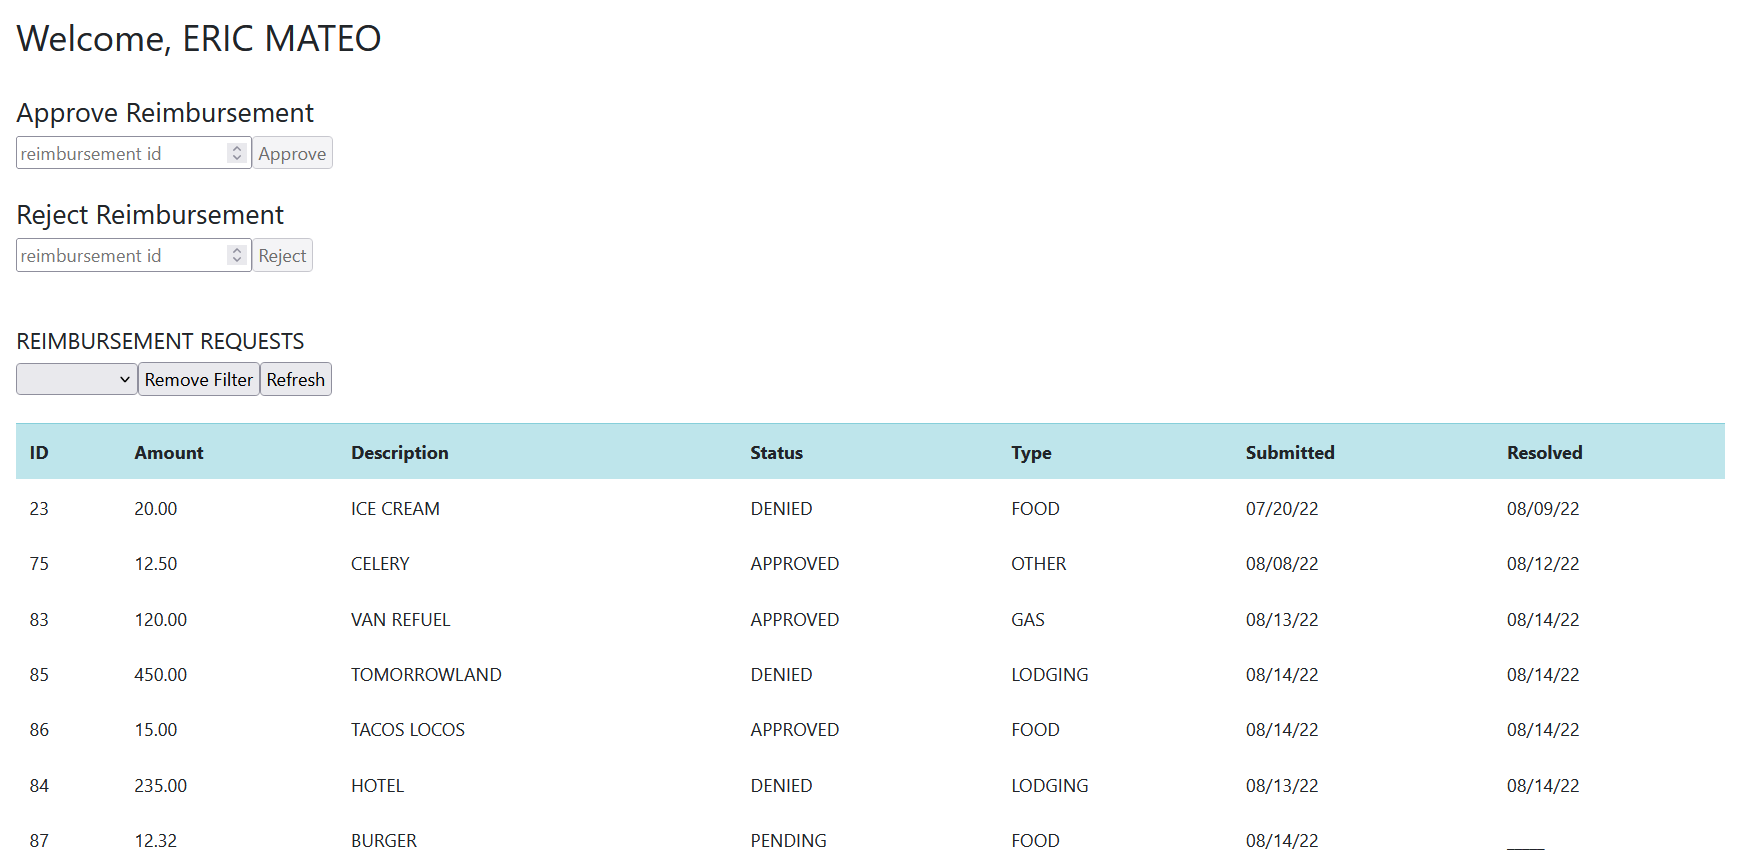 Welcome, ERIC MATEO
Approve Reimbursement
reimbursement id Approve
Reject Reimbursement
reimbursement id Reject
REIMBURSEMENT REQUESTS
Remove Filter Refresh
ID Amount Description Status Type Submitted Resolved
23 20.00 ICE CREAM DENIED FOOD 07/20/22 08/09/22
75 12.50 CELERY APPROVED OTHER 08/08/22 08/12/22
83 120.00 VAN REFUEL APPROVED GAS 08/13/22 08/14/22
85 450.00 TOMORROWLAND DENIED LODGING 08/14/22 08/14/22
86 15.00 TACOS LOCOS APPROVED FOOD 08/14/22 08/14/22
84 235.00 HOTEL DENIED LODGING 08/13/22 08/14/22
87 12.32 BURGER PENDING FOOD 08/14/22 ____